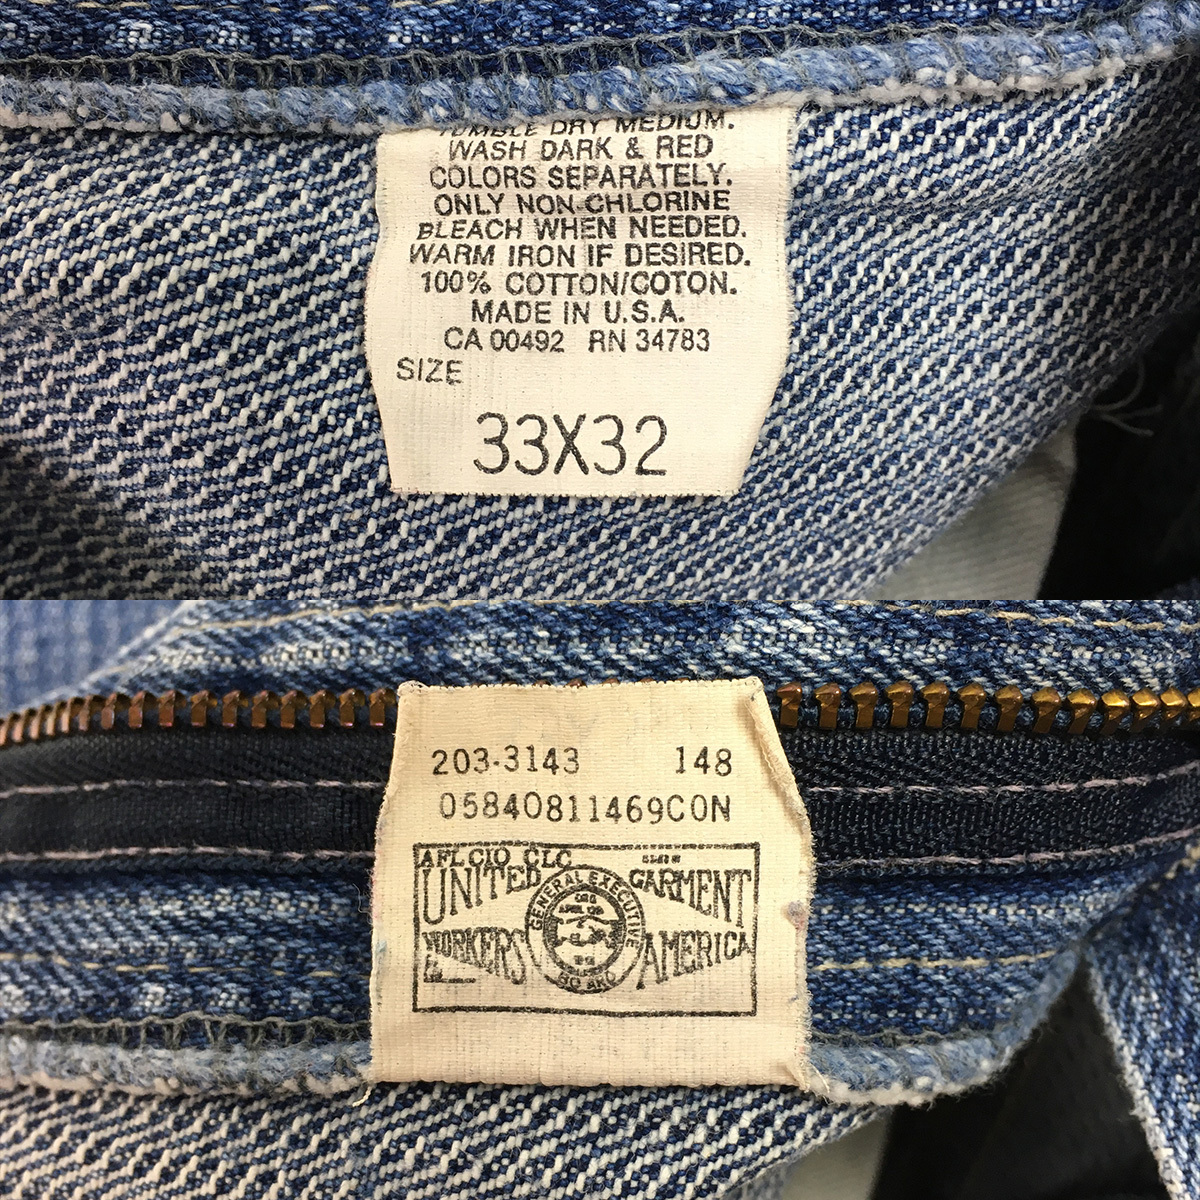 TUMBLE DRY MEDIUM.
WASH DARK & RED
COLORS SEPARATELY.
ONLY NON-CHLORINE
BLEACH WHEN NEEDED.
WARM IRON IF DESIRED.
100% COTTON/COTON.
MADE IN U.S.A.
CA 00492 RN 34783
SIZE
33X32
203-3143 148
05840811469CON
AFL CIO CLC
UNITED GARMENT
WORKERS AMERICA
GENERAL EXECUTIVE
BOARD